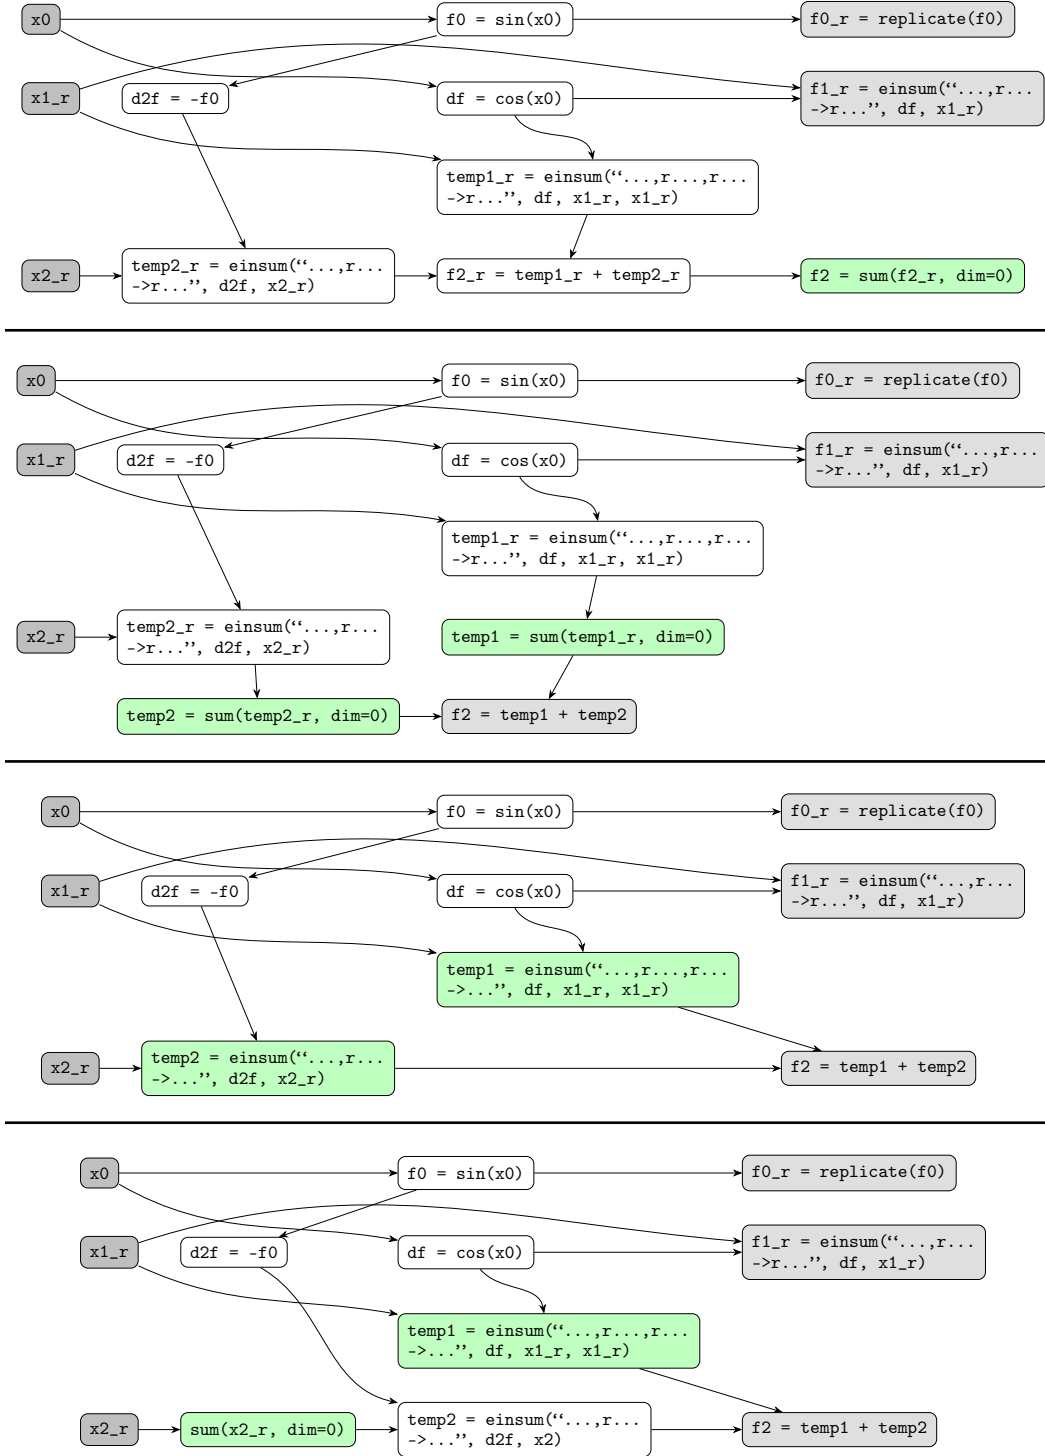 x0
f0 = sin(x0)
f0_r = replicate(f0)
x1_r
d2f = -f0
df = cos(x0)
f1_r = einsum(“...,r...
->r...”, df, x1_r)
temp1_r = einsum(“...,r...,r...
->r...”, df, x1_r, x1_r)
x2_r
temp2_r = einsum(“...,r...
->r...”, d2f, x2_r)
f2_r = temp1_r + temp2_r
f2 = sum(f2_r, dim=0)
x0
f0 = sin(x0)
f0_r = replicate(f0)
x1_r
d2f = -f0
df = cos(x0)
f1_r = einsum(“...,r...
->r...”, df, x1_r)
temp1_r = einsum(“...,r...,r...
->r...”, df, x1_r, x1_r)
x2_r
temp2_r = einsum(“...,r...
->r...”, d2f, x2_r)
temp1 = sum(temp1_r, dim=0)
temp2 = sum(temp2_r, dim=0)
f2 = temp1 + temp2
x0
f0 = sin(x0)
f0_r = replicate(f0)
x1_r
d2f = -f0
df = cos(x0)
f1_r = einsum(“...,r...
->r...”, df, x1_r)
temp1 = einsum(“...,r...,r...
->...”, df, x1_r, x1_r)
x2_r
temp2 = einsum(“...,r...
->...”, d2f, x2_r)
f2 = temp1 + temp2
x0
f0 = sin(x0)
f0_r = replicate(f0)
x1_r
d2f = -f0
df = cos(x0)
f1_r = einsum(“...,r...
->r...”, df, x1_r)
temp1 = einsum(“...,r...,r...
->...”, df, x1_r, x1_r)
x2_r
sum(x2_r, dim=0)
temp2 = einsum(“...,r...
->...”, d2f, x2)
f2 = temp1 + temp2